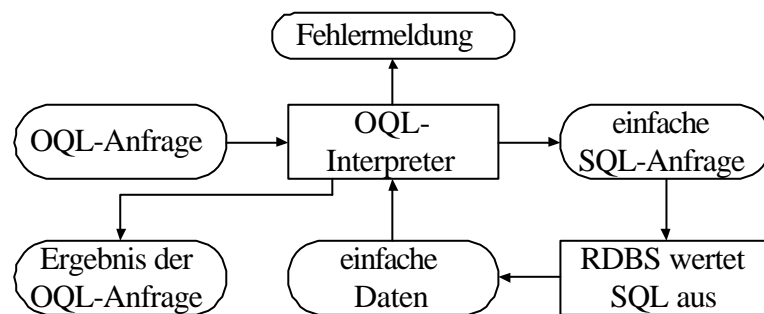 Fehlermeldung
OQL-Anfrage
OQL-
Interpreter
einfache
SQL-Anfrage
Ergebnis der
OQL-Anfrage
einfache
Daten
RDBS wertet
SQL aus